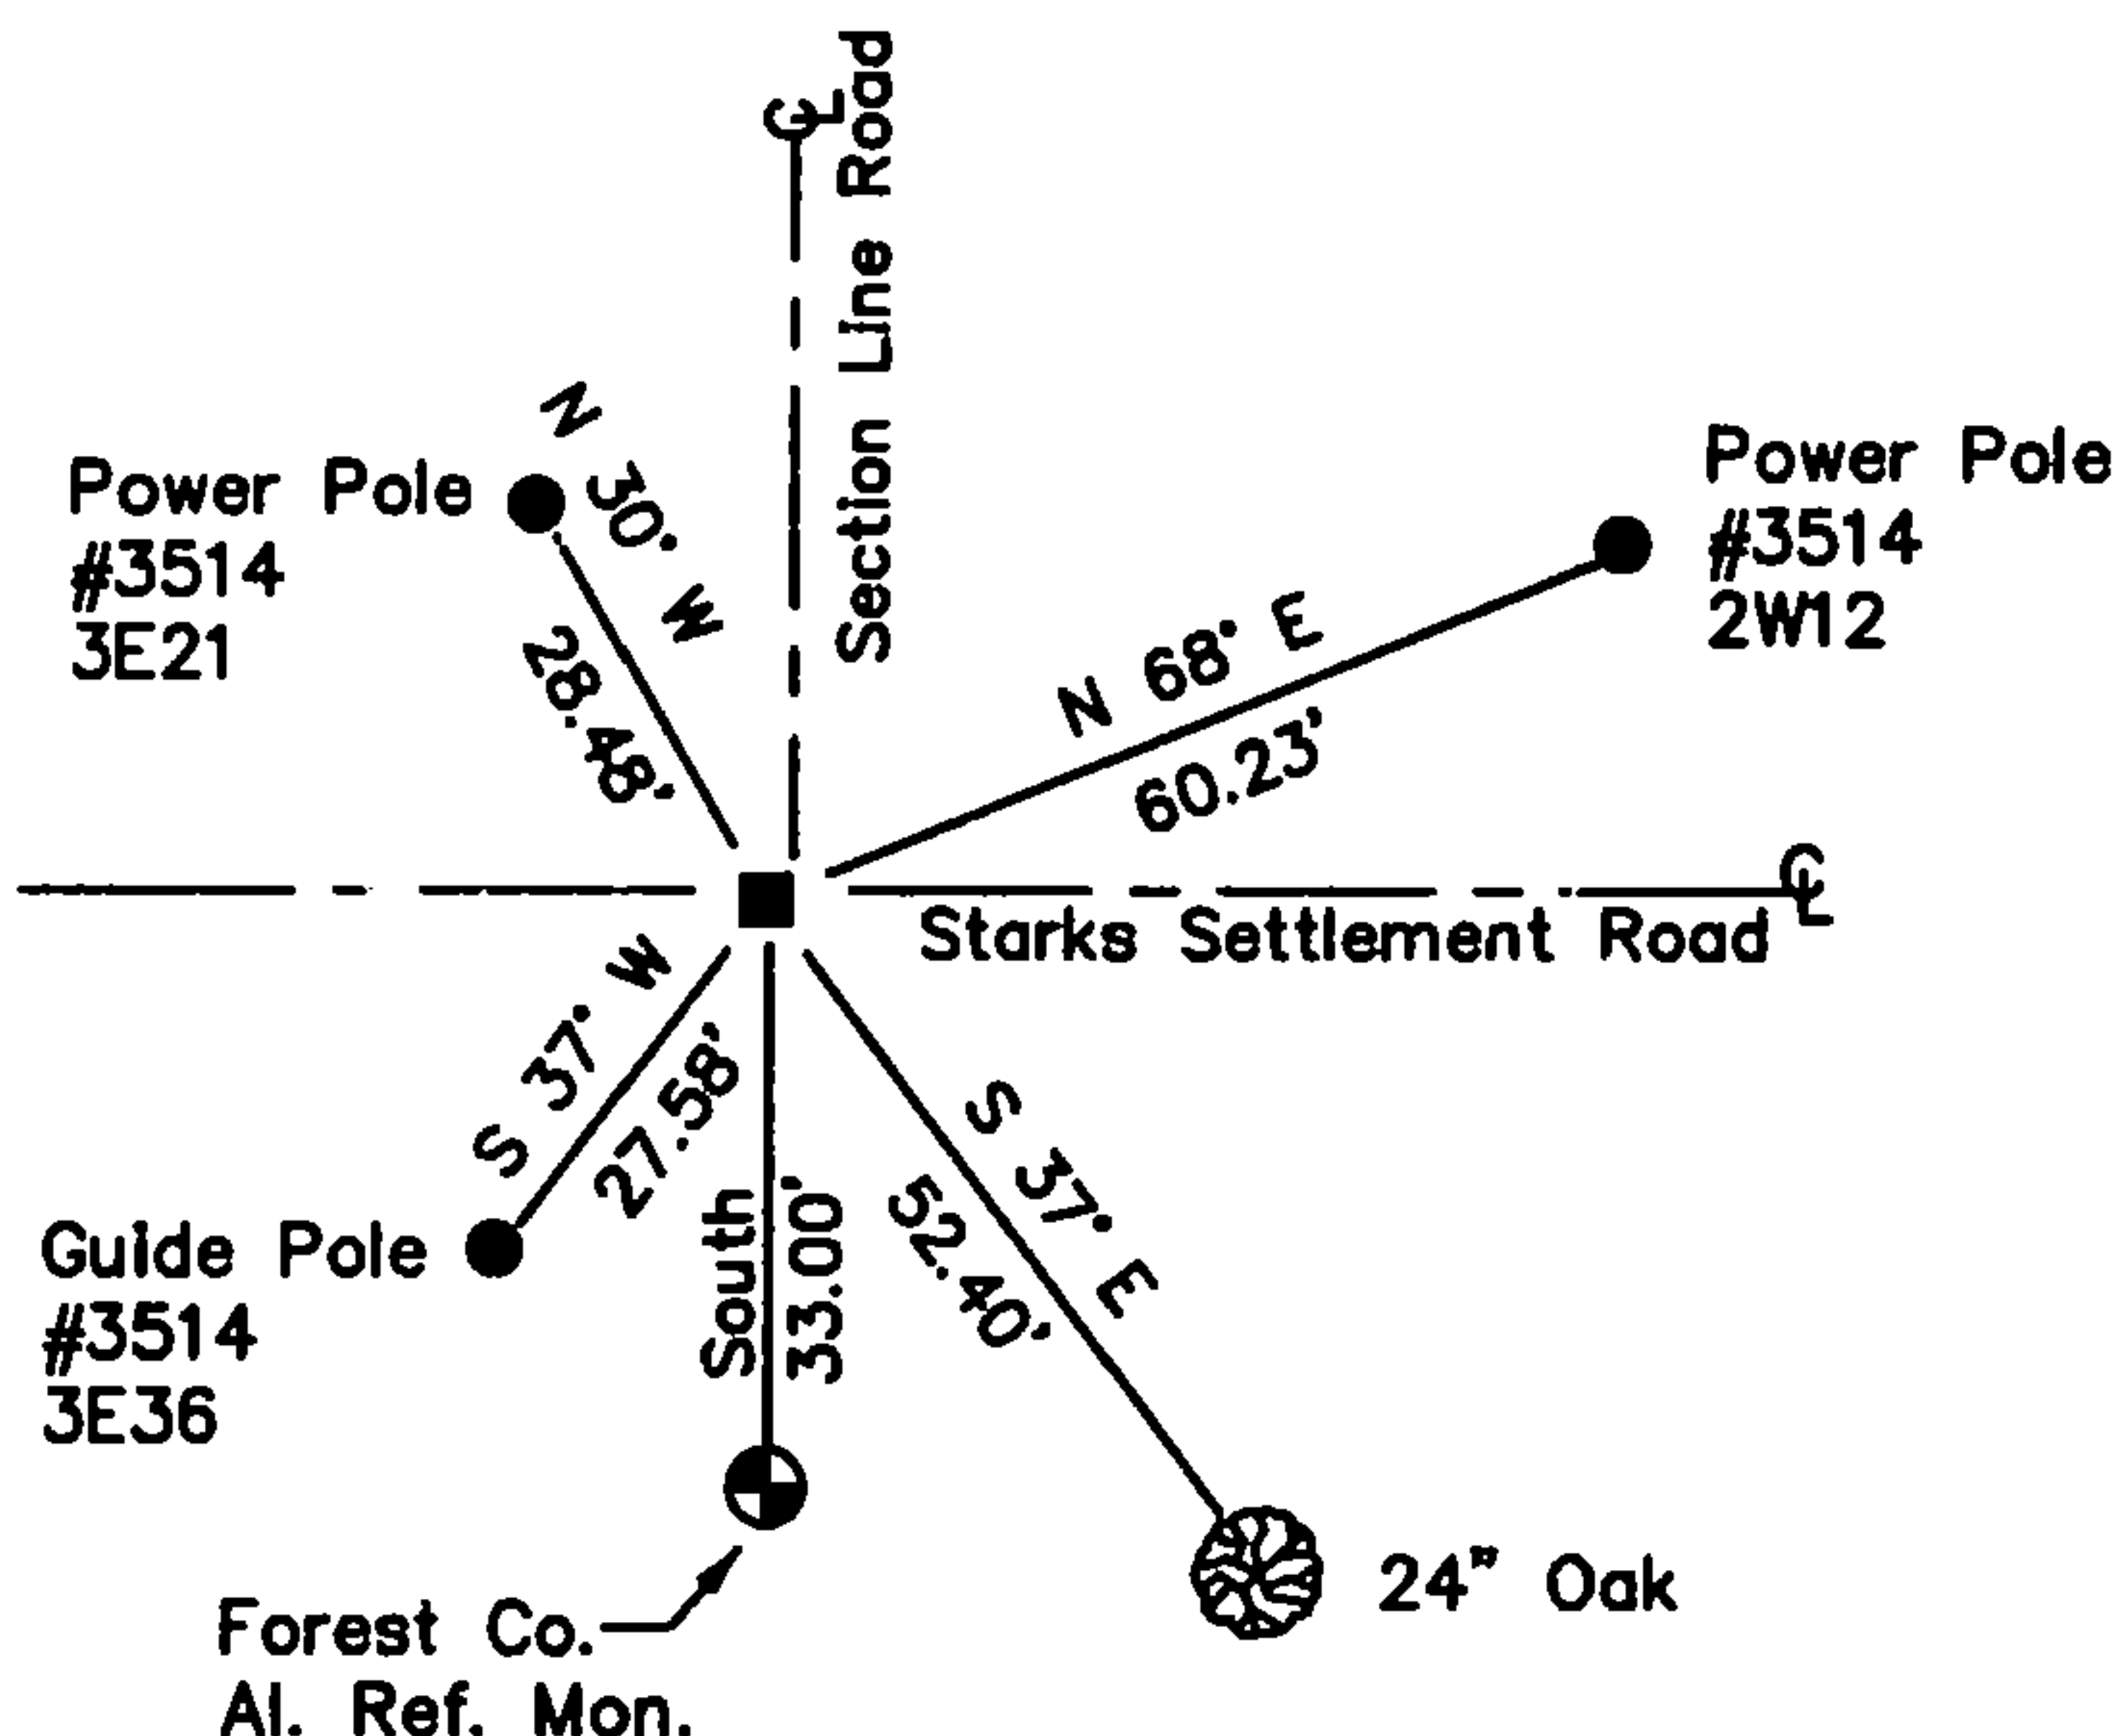 ℄
Section Line Road
N 30° W
28.48'
Power Pole
#3514
3E21
Power Pole
#3514
2W12
N 68° E
60.23'
℄
Starks Settlement Road
S 37° W
27.58'
South
33.00'
S 37° E
52.40'
Guide Pole
#3514
3E36
24" Oak
Forest Co.
Al. Ref. Mon.